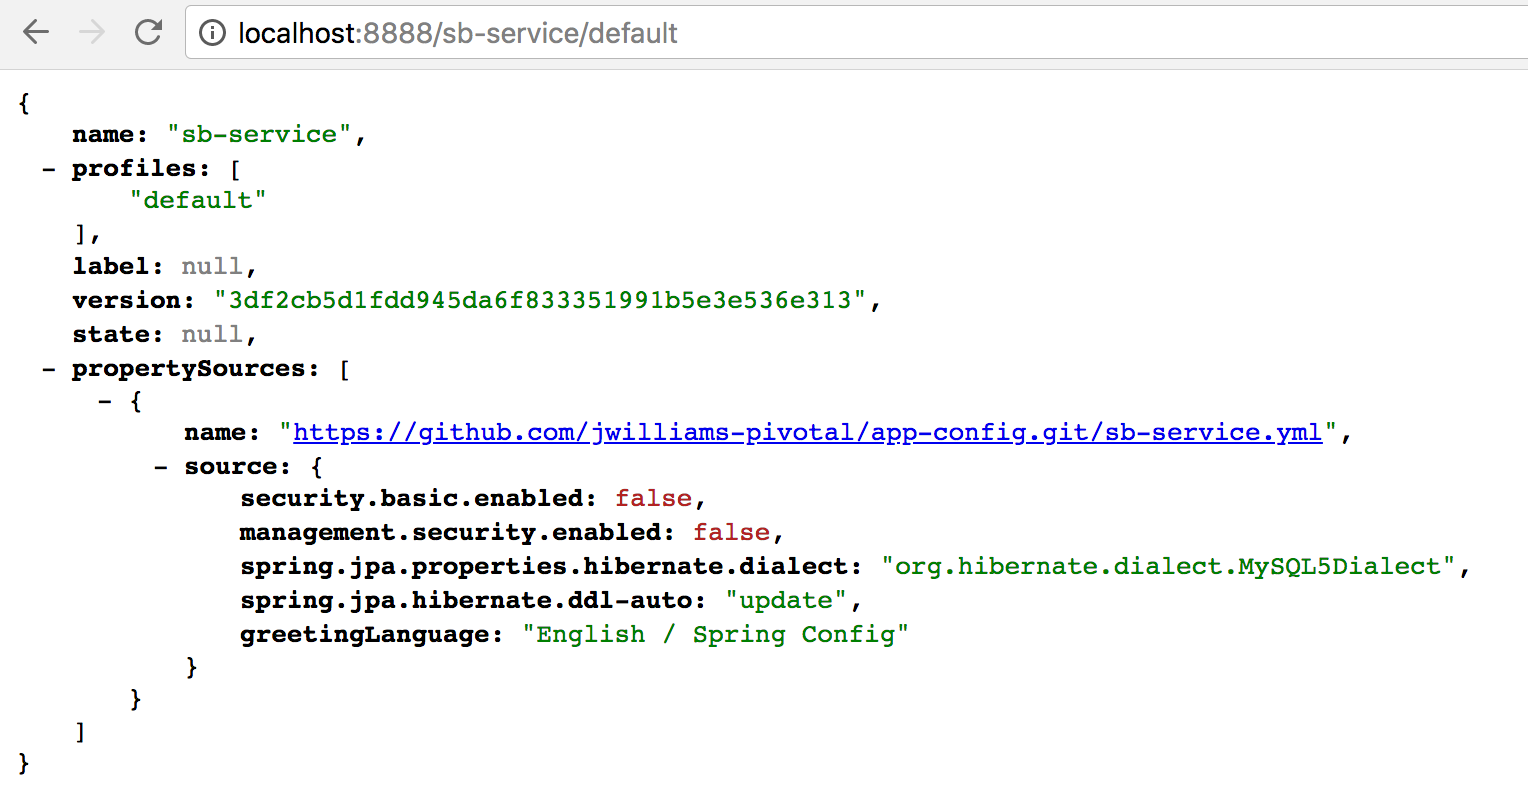 localhost:8888/sb-service/default
{
name: "sb-service",
- profiles: [
"default"
],
label: null,
version: "3df2cb5d1fdd945da6f833351991b5e3e536e313",
state: null,
- propertySources: [
- {
name: "https://github.com/jwilliams-pivotal/app-config.git/sb-service.yml",
- source: {
security.basic.enabled: false,
management.security.enabled: false,
spring.jpa.properties.hibernate.dialect: "org.hibernate.dialect.MySQL5Dialect",
spring.jpa.hibernate.ddl-auto: "update",
greetingLanguage: "English / Spring Config"
}
}
]
}